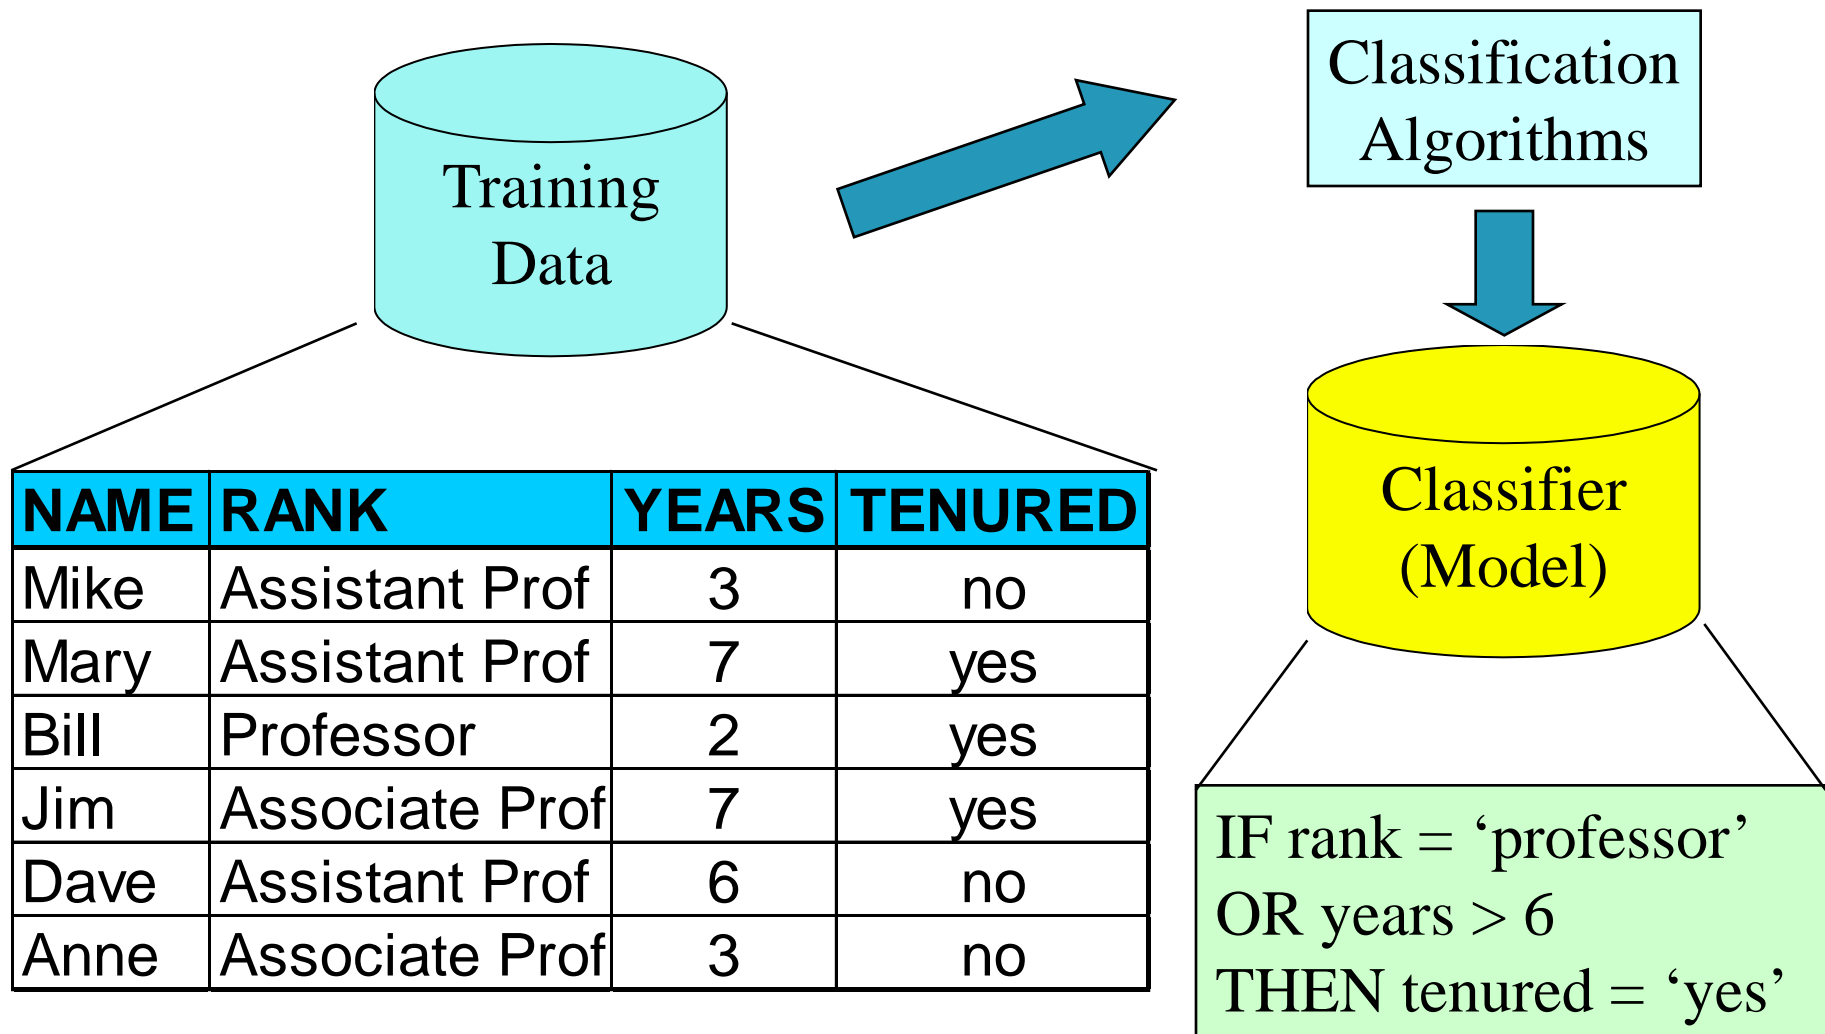 Training
Data
Classification
Algorithms
NAME RANK YEARS TENURED
Mike Assistant Prof 3 no
Mary Assistant Prof 7 yes
Bill Professor 2 yes
Jim Associate Prof 7 yes
Dave Assistant Prof 6 no
Anne Associate Prof 3 no
Classifier
(Model)
IF rank = ‘professor’
OR years > 6
THEN tenured = ‘yes’